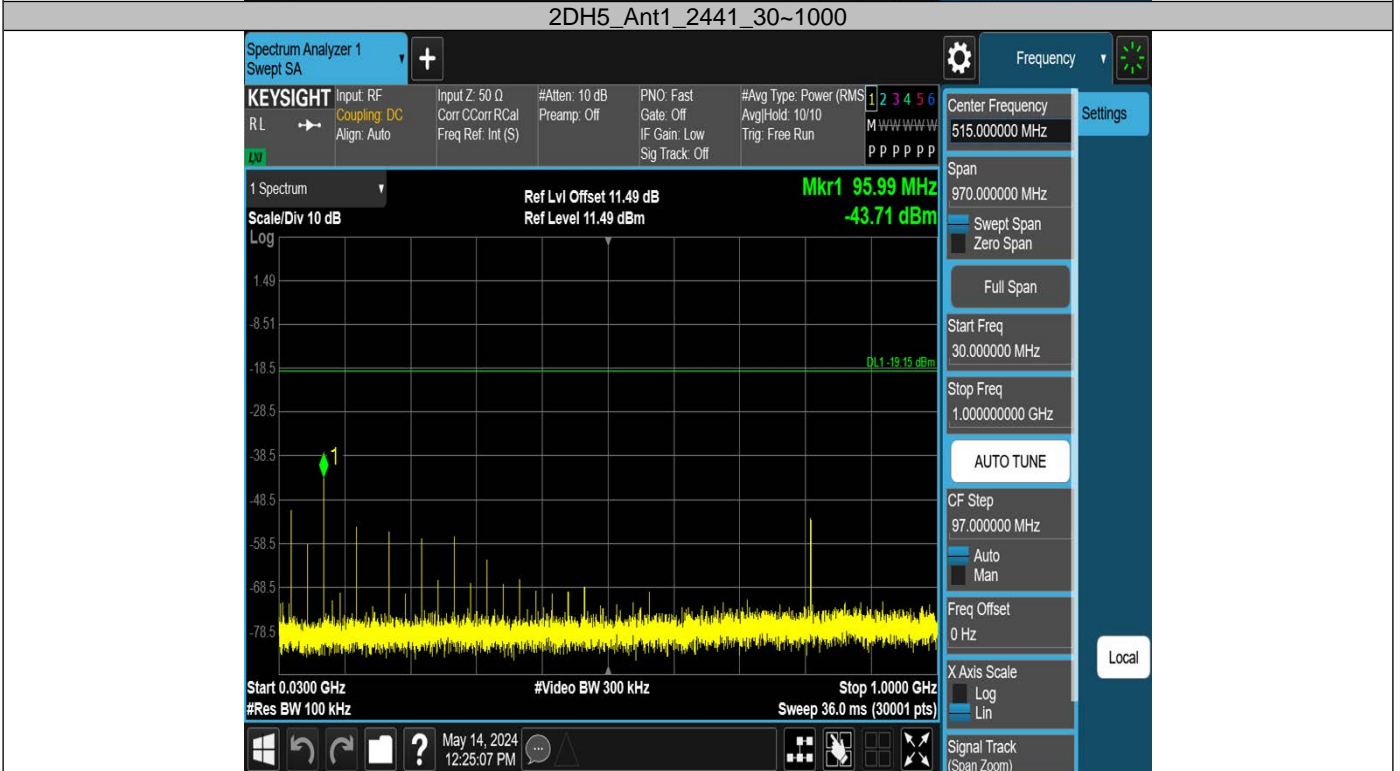 2DH5_Ant1_2441_30~1000
Spectrum Analyzer 1
Swept SA
+
Frequency
KEYSIGHT
R L
LXI
Input: RF
Coupling: DC
Align: Auto
Input Z: 50 Ω
Corr CCorr RCal
Freq Ref: Int (S)
#Atten: 10 dB
Preamp: Off
PNO: Fast
Gate: Off
IF Gain: Low
Sig Track: Off
#Avg Type: Power (RMS
Avg|Hold: 10/10
Trig: Free Run
1 2 3 4 5 6
M W W W W W
P P P P P P
1 Spectrum
Scale/Div 10 dB
Log
Ref Lvl Offset 11.49 dB
Ref Level 11.49 dBm
Mkr1 95.99 MHz
-43.71 dBm
1.49
-8.51
-18.5
-28.5
-38.5
-48.5
-58.5
-68.5
-78.5
DL1 -19.15 dBm
1
Start 0.0300 GHz
#Res BW 100 kHz
#Video BW 300 kHz
Stop 1.0000 GHz
Sweep 36.0 ms (30001 pts)
May 14, 2024
12:25:07 PM
?
Center Frequency
515.000000 MHz
Settings
Span
970.000000 MHz
Swept Span
Zero Span
Full Span
Start Freq
30.000000 MHz
Stop Freq
1.000000000 GHz
AUTO TUNE
CF Step
97.000000 MHz
Auto
Man
Freq Offset
0 Hz
X Axis Scale
Log
Lin
Local
Signal Track
(Span Zoom)